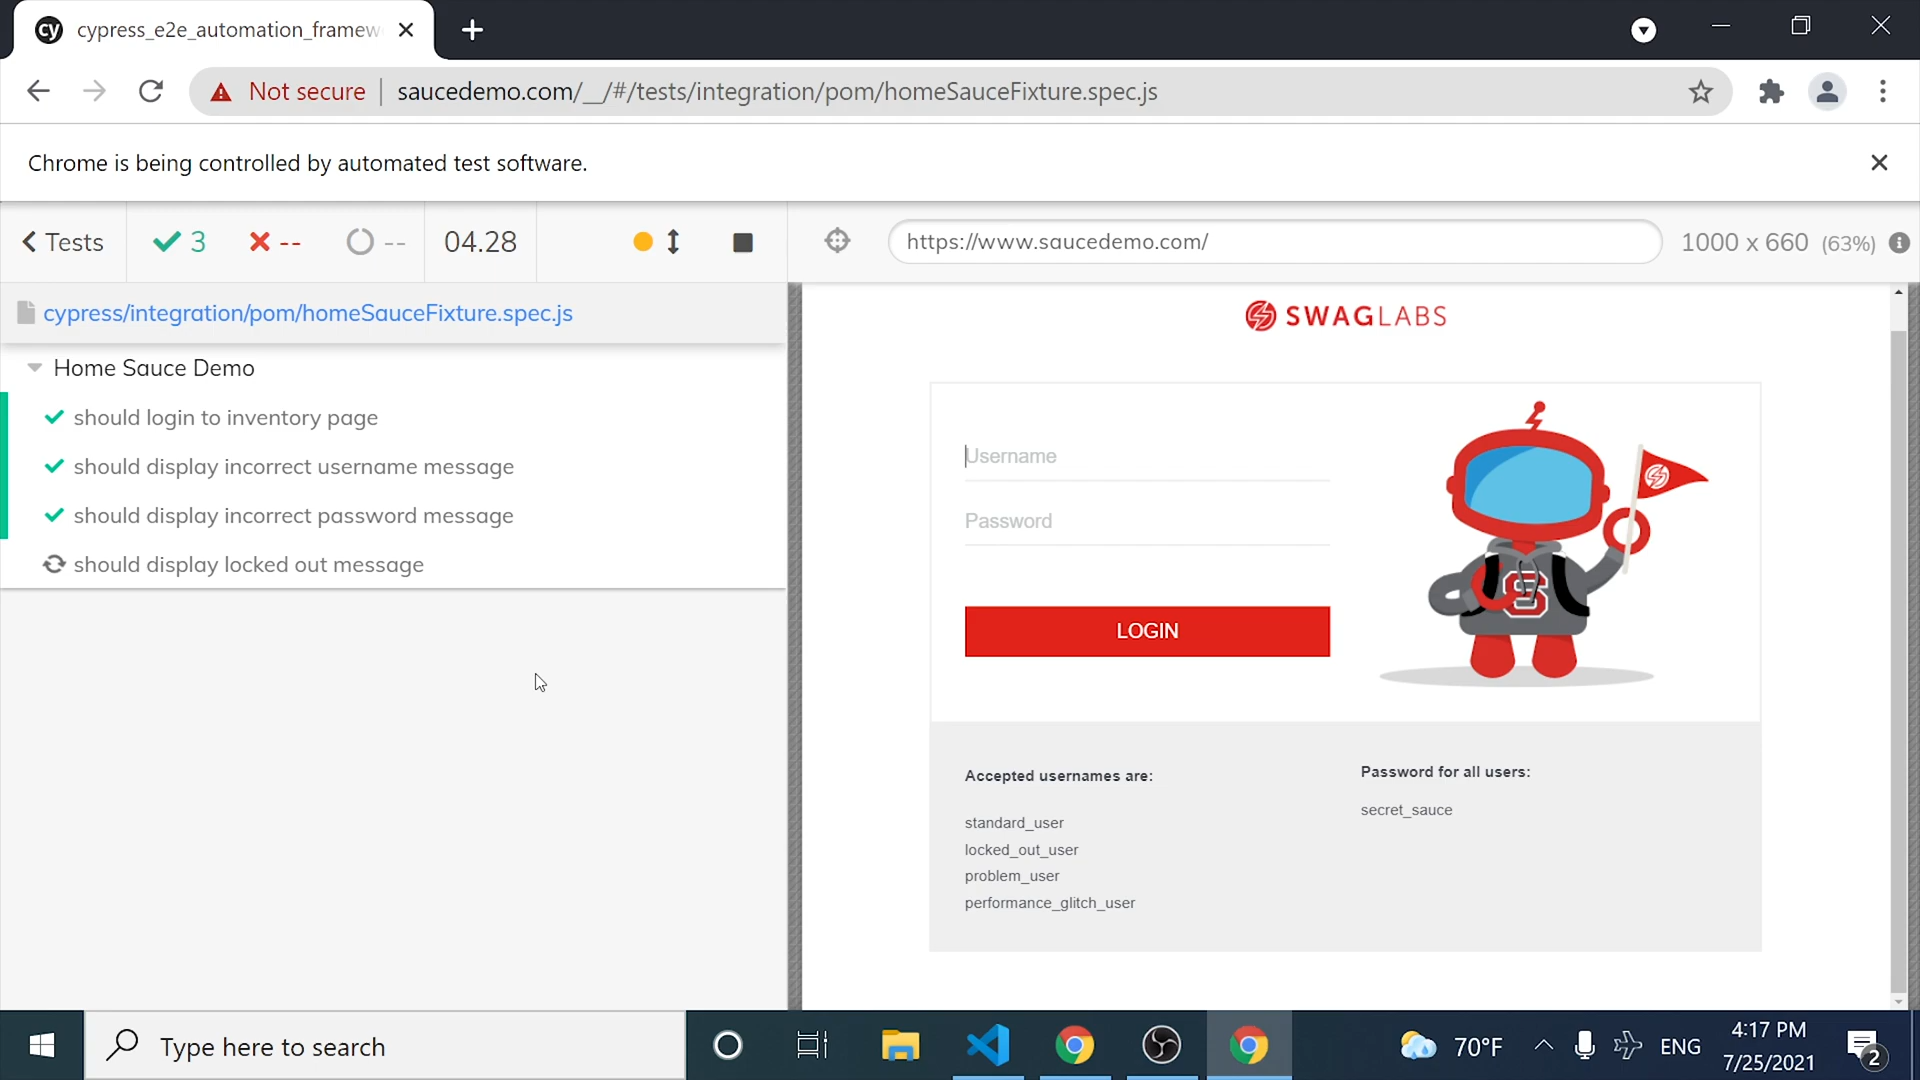 cypress_e2e_automation_framew
Not secure
saucedemo.com/__/#/tests/integration/pom/homeSauceFixture.spec.js
Chrome is being controlled by automated test software.
Tests
3
--
--
04.28
https://www.saucedemo.com/
1000 x 660 (63%)
cypress/integration/pom/homeSauceFixture.spec.js
Home Sauce Demo
should login to inventory page
should display incorrect username message
should display incorrect password message
should display locked out message
SWAGLABS
Username
Password
LOGIN
S
Accepted usernames are:
standard_user
locked_out_user
problem_user
performance_glitch_user
Password for all users:
secret_sauce
Type here to search
70°F
ENG
4:17 PM
7/25/2021
2